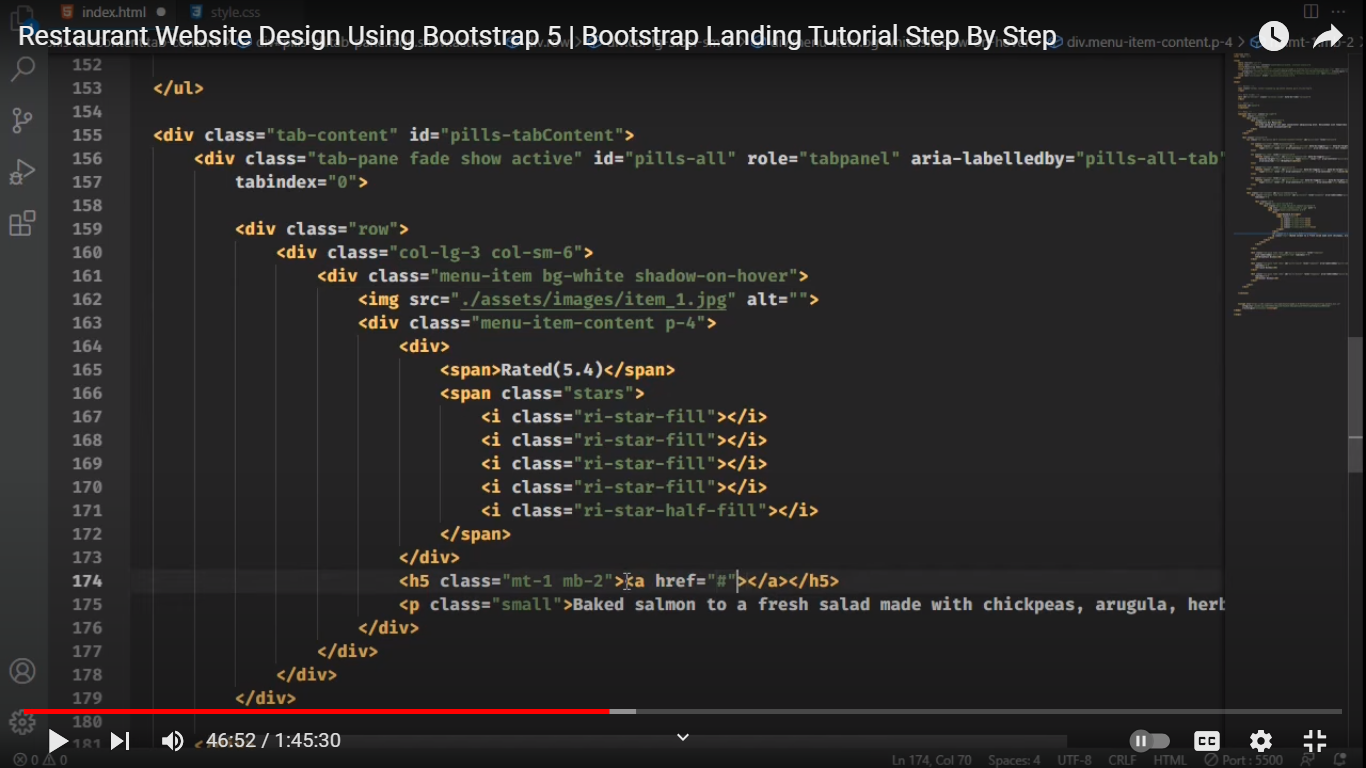 index.html
style.css
Restaurant Website Design Using Bootstrap 5 | Bootstrap Landing Tutorial Step By Step
div.menu-item-content.p-4
152
153 </ul>
154
155 <div class="tab-content" id="pills-tabContent">
156 <div class="tab-pane fade show active" id="pills-all" role="tabpanel" aria-labelledby="pills-all-tab"
157 tabindex="0">
158
159 <div class="row">
160 <div class="col-lg-3 col-sm-6">
161 <div class="menu-item bg-white shadow-on-hover">
162 <img src="./assets/images/item_1.jpg" alt="">
163 <div class="menu-item-content p-4">
164 <div>
165 <span>Rated(5.4)</span>
166 <span class="stars">
167 <i class="ri-star-fill"></i>
168 <i class="ri-star-fill"></i>
169 <i class="ri-star-fill"></i>
170 <i class="ri-star-fill"></i>
171 <i class="ri-star-half-fill"></i>
172 </span>
173 </div>
174 <h5 class="mt-1 mb-2"><a href="#"></a></h5>
175 <p class="small">Baked salmon to a fresh salad made with chickpeas, arugula, herb
176 </div>
177 </div>
178 </div>
179 </div>
180
181
46:52 / 1:45:30
CC
0 0 Ln 174, Col 70 Spaces: 4 UTF-8 CRLF HTML Port : 5500